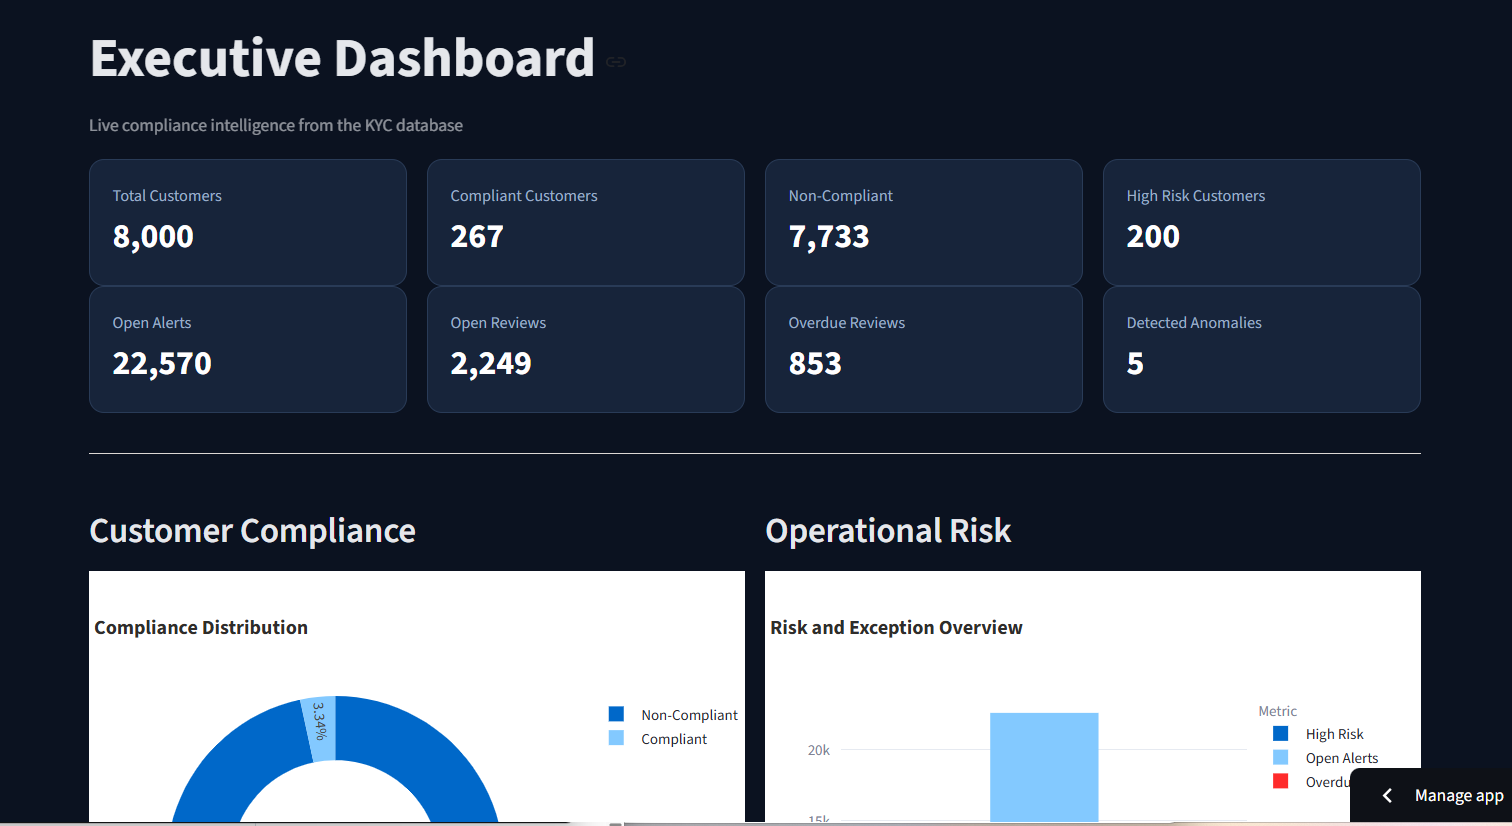 Executive Dashboard
Live compliance intelligence from the KYC database
Total Customers
8,000
Compliant Customers
267
Non-Compliant
7,733
High Risk Customers
200
Open Alerts
22,570
Open Reviews
2,249
Overdue Reviews
853
Detected Anomalies
5
Customer Compliance
Operational Risk
Compliance Distribution
3.34%
Non-Compliant
Compliant
Risk and Exception Overview
20k
15k
Metric
High Risk
Open Alerts
Overdu
Manage app